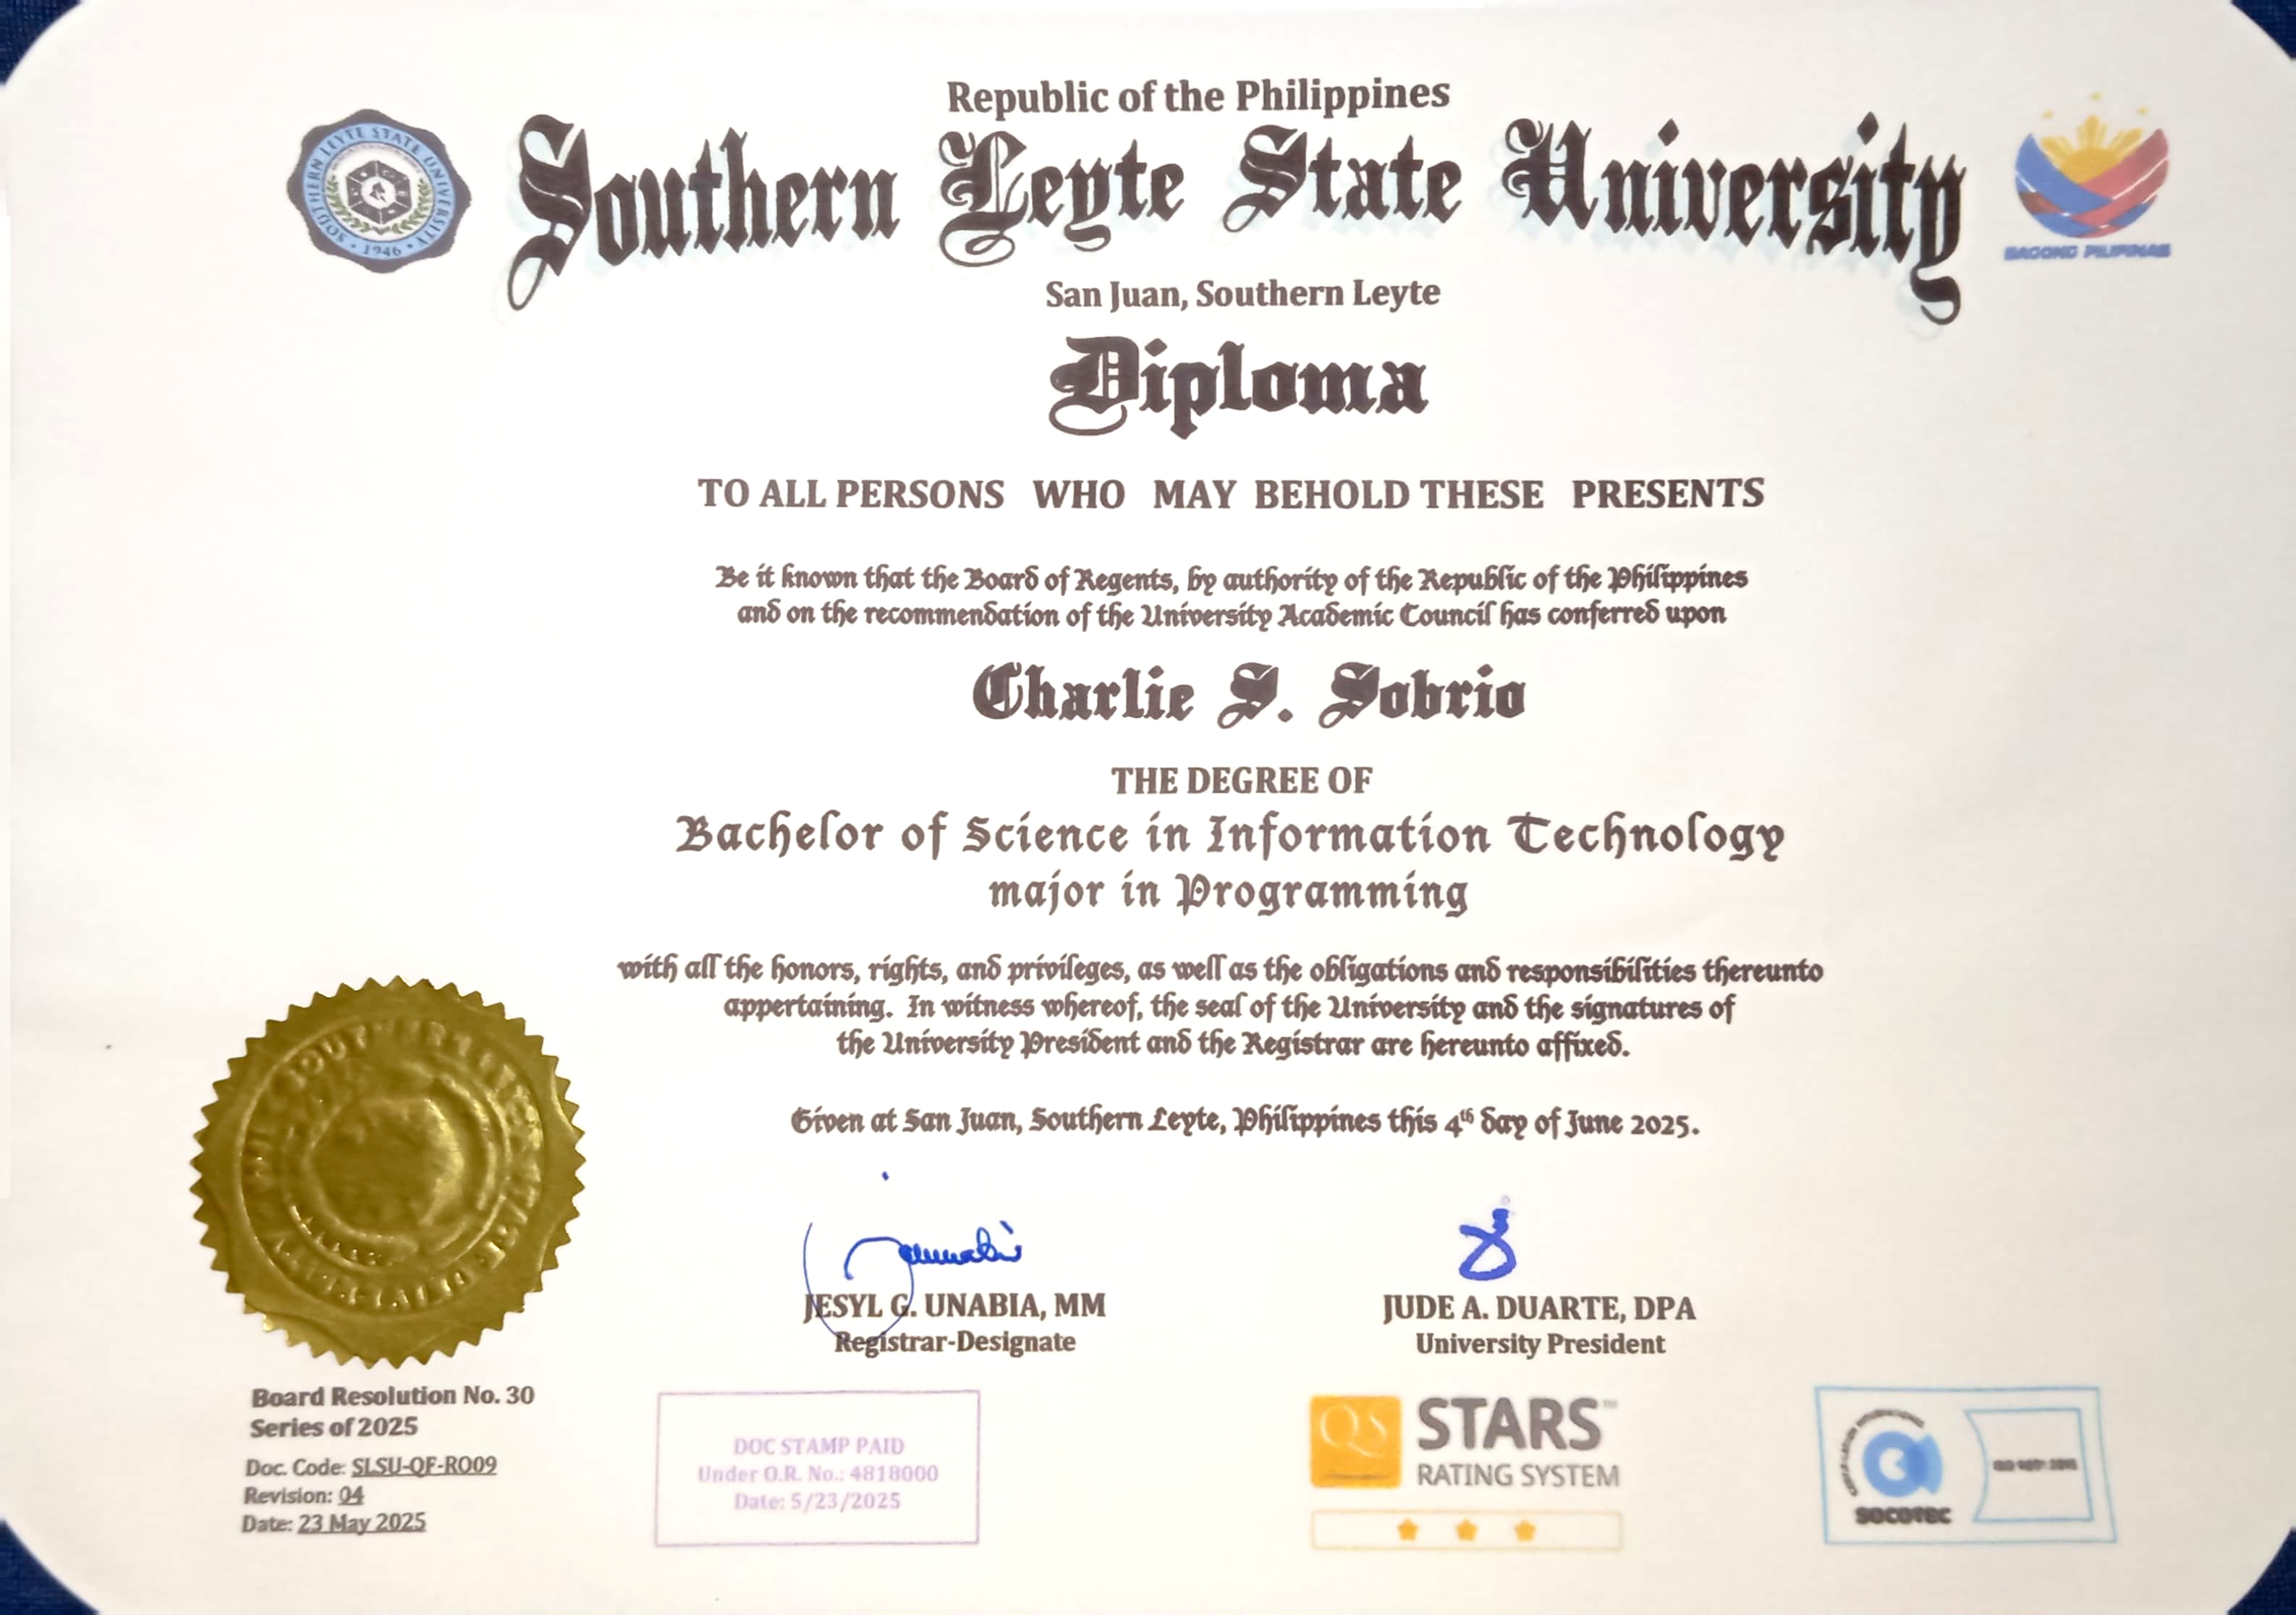 Republic of the Philippines
Southern Leyte State University
San Juan, Southern Leyte
Diploma
TO ALL PERSONS WHO MAY BEHOLD THESE PRESENTS
Be it known that the Board of Regents, by authority of the Republic of the Philippines
and on the recommendation of the University Academic Council has conferred upon
Charlie S. Sobrio
THE DEGREE OF
Bachelor of Science in Information Technology
major in Programming
with all the honors, rights, and privileges, as well as the obligations and responsibilities thereunto
appertaining. In witness whereof, the seal of the University and the signatures of
the University President and the Registrar are hereunto affixed.
Given at San Juan, Southern Leyte, Philippines this 4th day of June 2025.
JESYL G. UNABIA, MM
Registrar-Designate
JUDE A. DUARTE, DPA
University President
Board Resolution No. 30
Series of 2025
Doc. Code: SLSU-QF-RO09
Revision: 04
Date: 23 May 2025
DOC STAMP PAID
Under O.R. No.: 4818000
Date: 5/23/2025
QS STARS™
RATING SYSTEM
SOCOTEC
ISO 9001:2015
SOUTHERN LEYTE STATE UNIVERSITY
• 1946 •
BAGONG PILIPINAS